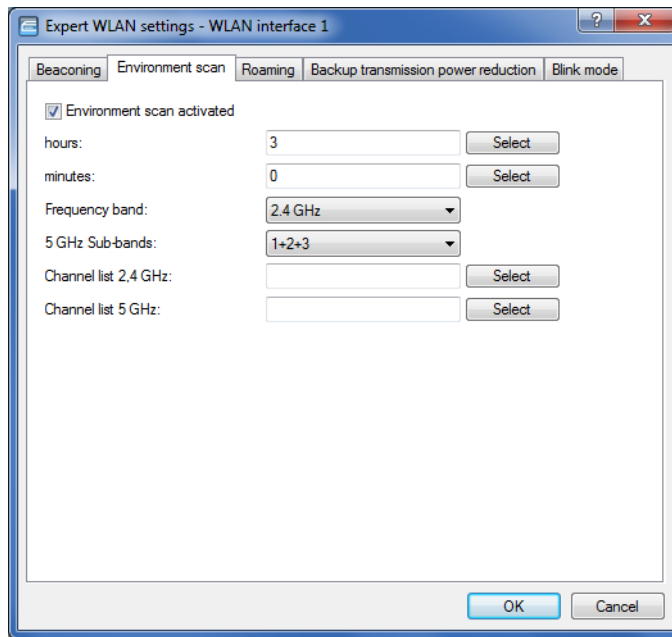 Expert WLAN settings - WLAN interface 1
? X
Beaconing Environment scan Roaming Backup transmission power reduction Blink mode
Environment scan activated
hours: 3 Select
minutes: 0 Select
Frequency band: 2.4 GHz
5 GHz Sub-bands: 1+2+3
Channel list 2,4 GHz: Select
Channel list 5 GHz: Select
OK Cancel